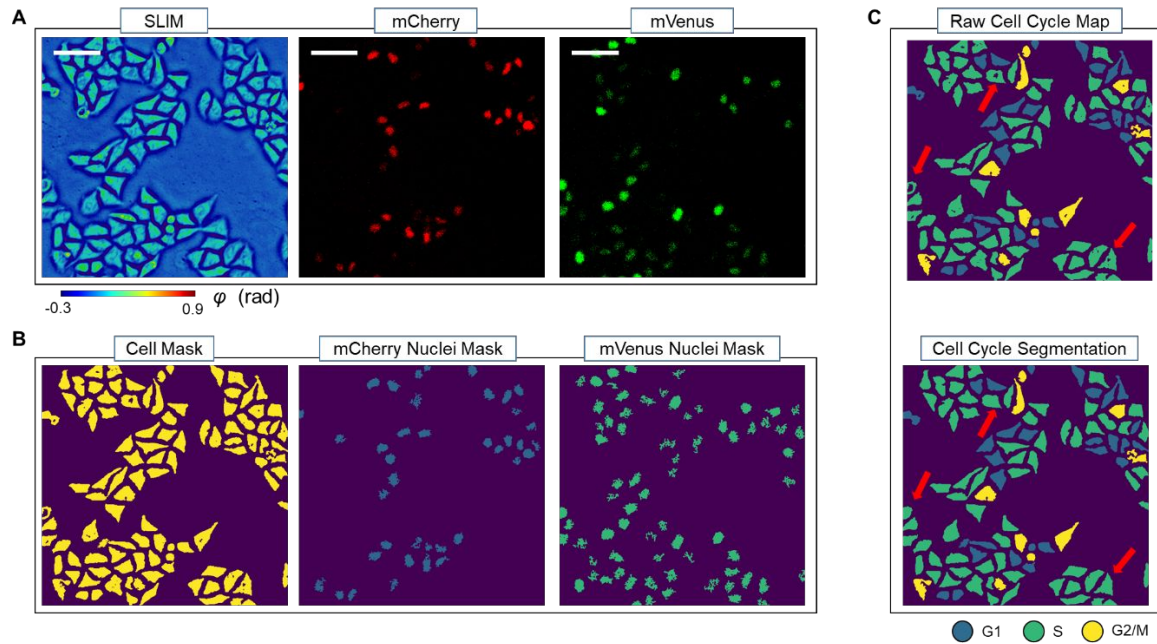 A
SLIM
mCherry
mVenus
-0.3
0.9
φ (rad)
B
Cell Mask
mCherry Nuclei Mask
mVenus Nuclei Mask
C
Raw Cell Cycle Map
Cell Cycle Segmentation
G1
S
G2/M